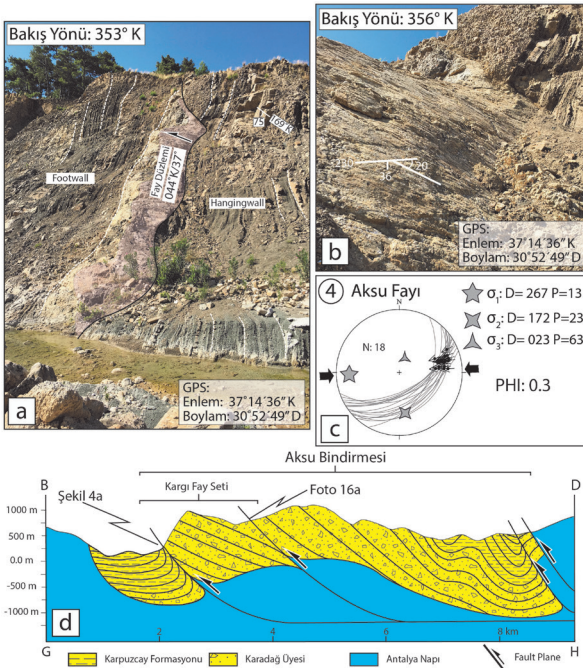 Bakış Yönü: 353° K
Footwall
Fay Düzlemi
044°K/37°
75
169°K
Hangingwall
GPS:
Enlem: 37°14'36"K
Boylam: 30°52'49"D
a
Bakış Yönü: 356° K
GPS:
Enlem: 37°14'36"K
Boylam: 30°52'49"D
b
4 Aksu Fayı
N
N: 18
σ1: D= 267 P=13
σ2: D= 172 P=23
σ3: D= 023 P=63
PHI: 0.3
c
Aksu Bindirmesi
B
Kargı Fay Seti
D
Şekil 4a
Foto 16a
1000 m
500 m
0.0 m
-500 m
-1000 m
d
2 4 6 8 km
G
H
Karpuzcay Formasyonu
Karadağ Üyesi
Antalya Napı
Fault Plane